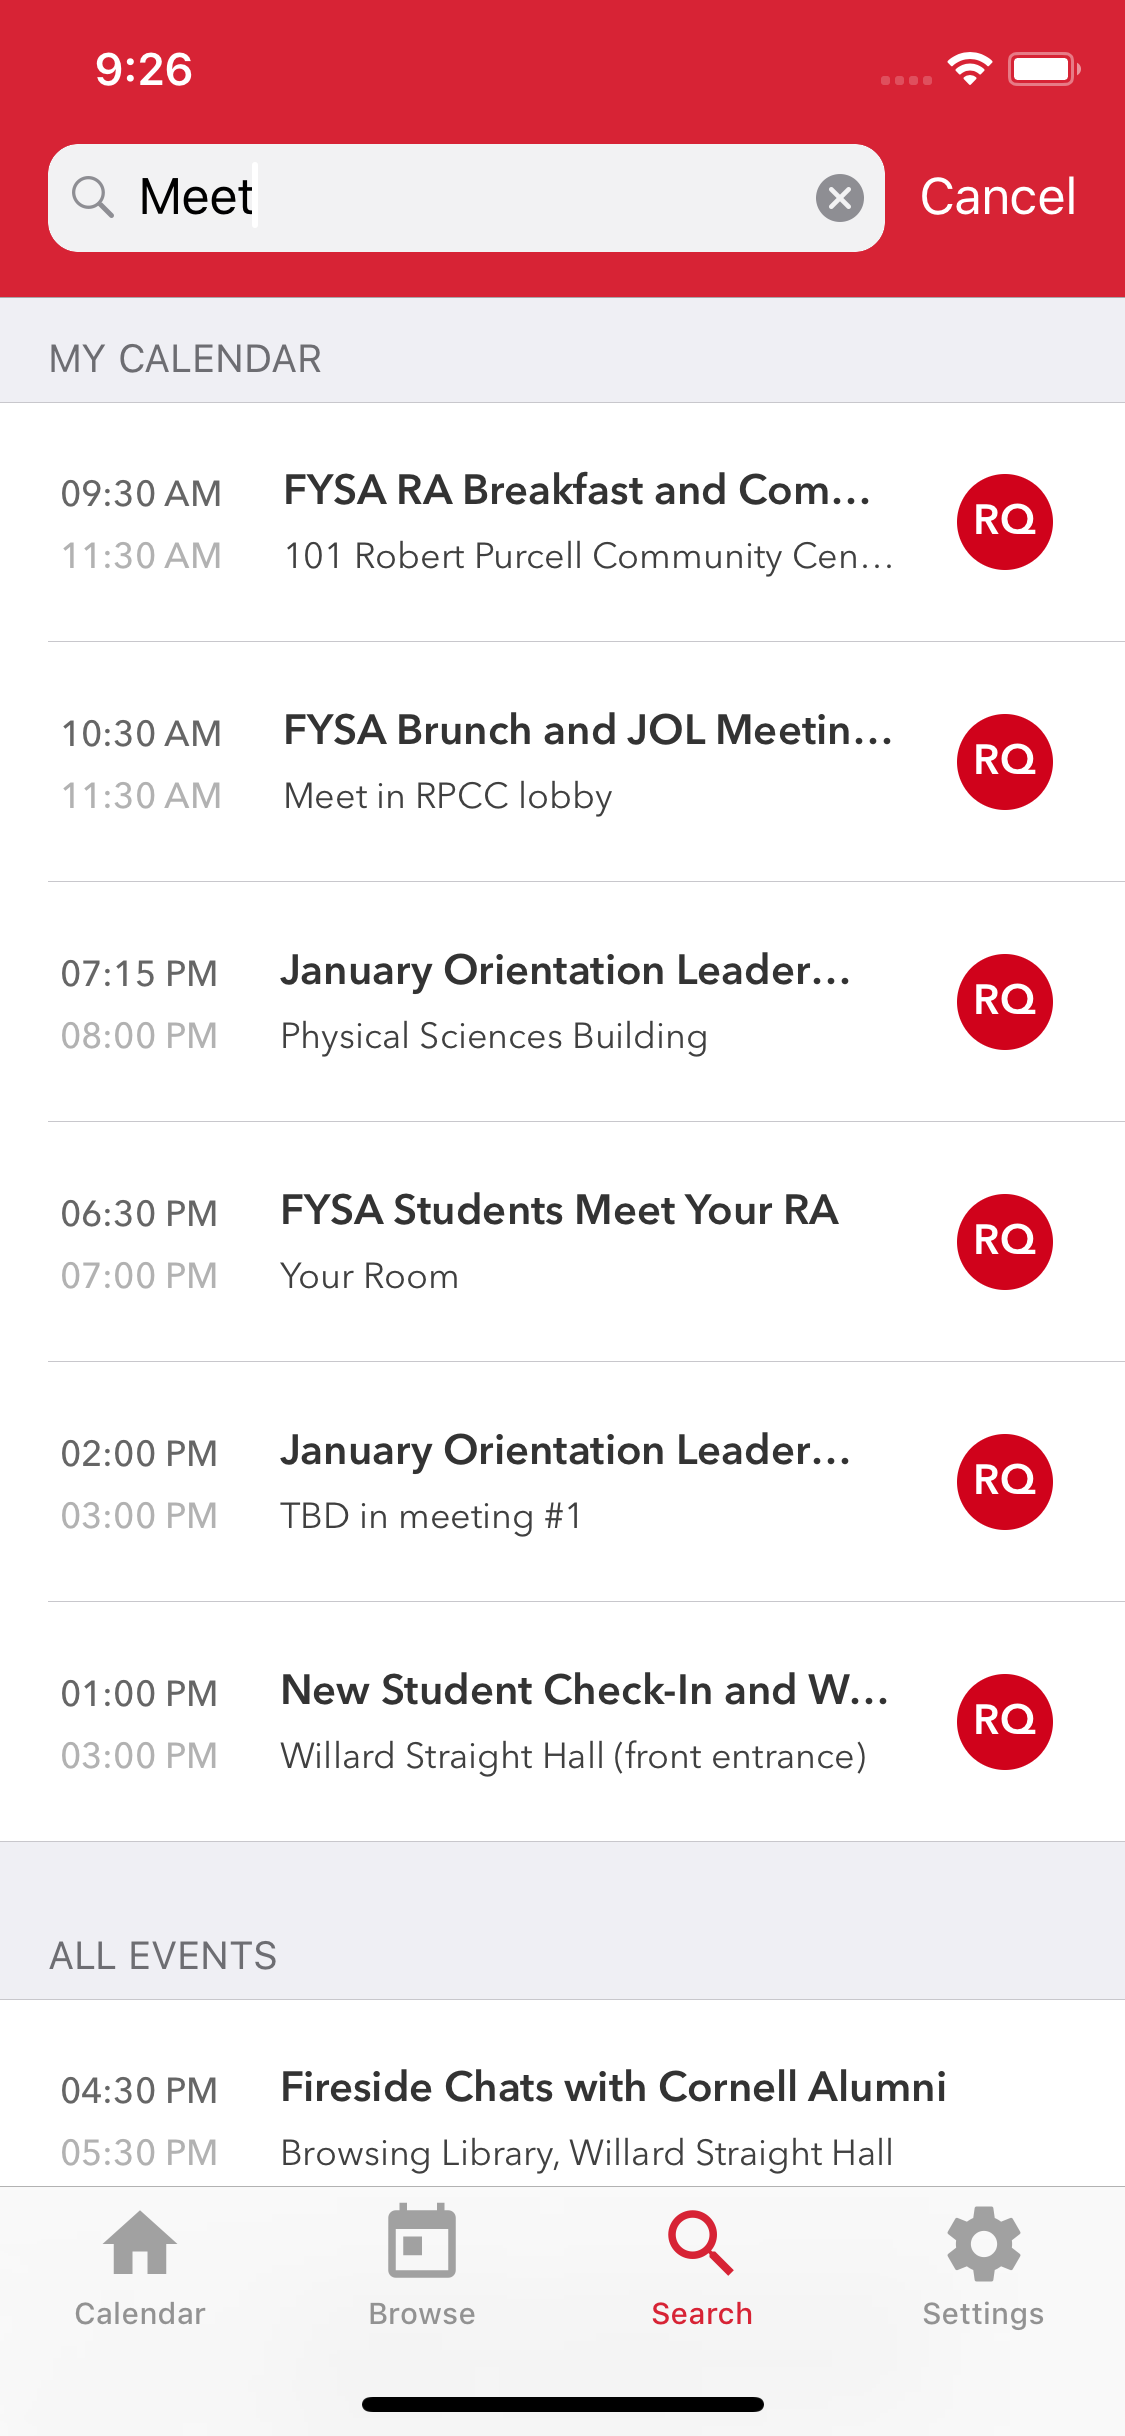 9:26
Meet
Cancel
MY CALENDAR
09:30 AM
FYSA RA Breakfast and Com...
RQ
11:30 AM
101 Robert Purcell Community Cen...
10:30 AM
FYSA Brunch and JOL Meetin...
RQ
11:30 AM
Meet in RPCC lobby
07:15 PM
January Orientation Leader...
RQ
08:00 PM
Physical Sciences Building
06:30 PM
FYSA Students Meet Your RA
RQ
07:00 PM
Your Room
02:00 PM
January Orientation Leader...
RQ
03:00 PM
TBD in meeting #1
01:00 PM
New Student Check-In and W...
RQ
03:00 PM
Willard Straight Hall (front entrance)
ALL EVENTS
04:30 PM
Fireside Chats with Cornell Alumni
05:30 PM
Browsing Library, Willard Straight Hall
Calendar
Browse
Search
Settings